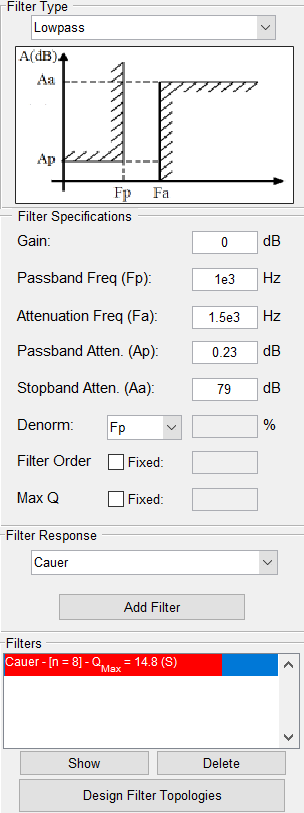 Filter Type
Lowpass
A(dB)
Aa
Ap
Fp Fa
Filter Specifications
Gain: 0 dB
Passband Freq (Fp): 1e3 Hz
Attenuation Freq (Fa): 1.5e3 Hz
Passband Atten. (Ap): 0.23 dB
Stopband Atten. (Aa): 79 dB
Denorm: Fp %
Filter Order Fixed:
Max Q Fixed:
Filter Response
Cauer
Add Filter
Filters
Cauer - [n = 8] - QMax = 14.8 (S)
Show Delete
Design Filter Topologies